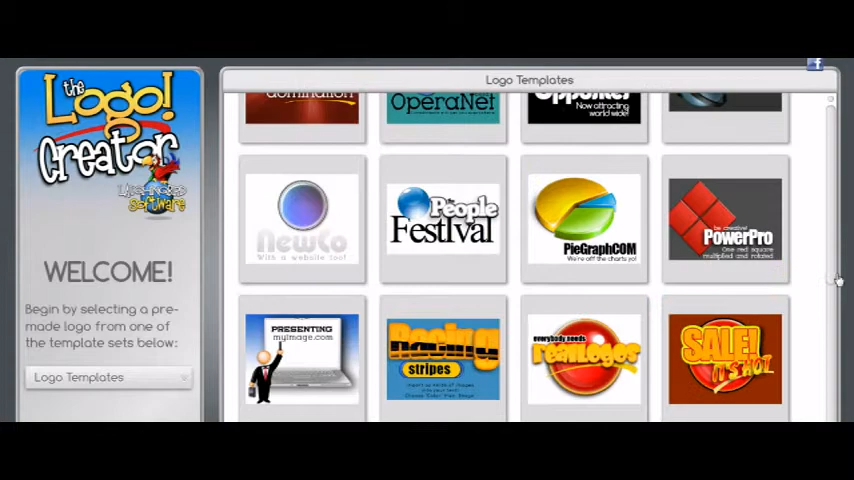 Logo Templates
the
Logo!
Creator
LAUGHINGBIRD
Software
WELCOME!
Begin by selecting a pre-
made logo from one of
the template sets below:
Logo Templates
f
domination
OperaNet
Now attracting
world wide!
NewCo
With a website too!
the People
Festival
PieGraphCOM
We're off the charts yo!
be creative!
PowerPro
One red square
multiplied and rotated
PRESENTING
myimage.com
Racing
stripes
everybody needs
realLogos
SALE!
IT'S HOT